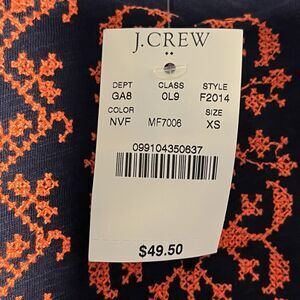 J.CREW
DEPT CLASS STYLE
GA8 0L9 F2014
COLOR SIZE
NVF MF7006 XS
099104350637
$49.50